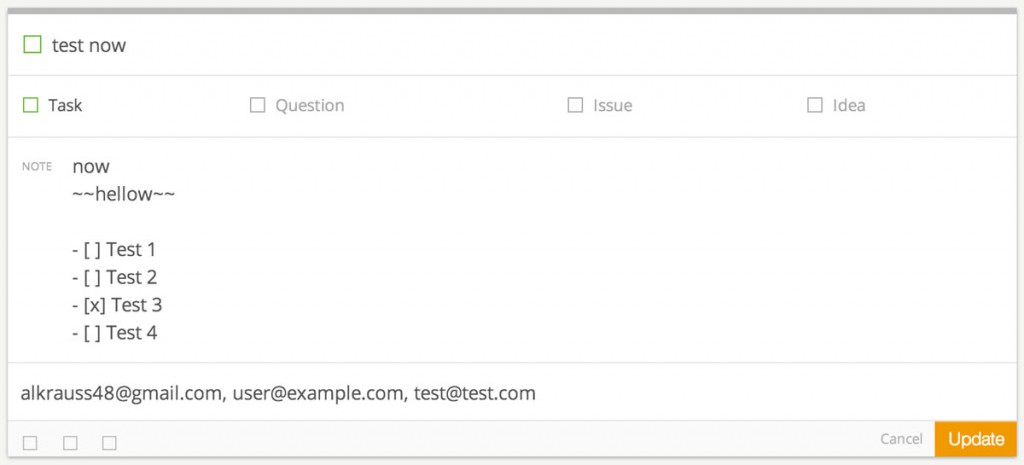 test now
Task Question Issue Idea
NOTE now
~~hellow~~
- [ ] Test 1
- [ ] Test 2
- [x] Test 3
- [ ] Test 4
alkrauss48@gmail.com, user@example.com, test@test.com
Cancel Update